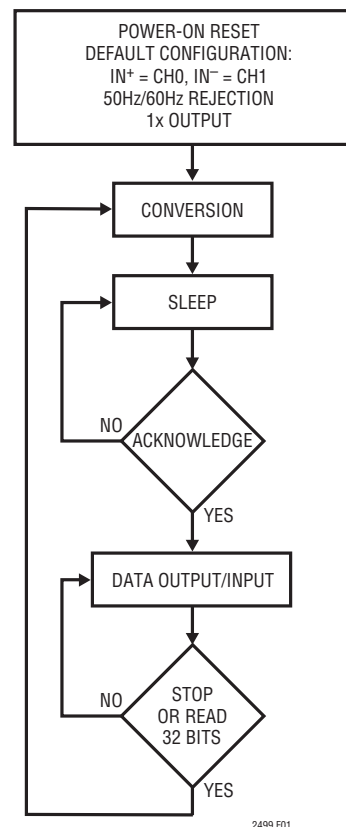 POWER-ON RESET
DEFAULT CONFIGURATION:
IN⁺ = CH0, IN⁻ = CH1
50Hz/60Hz REJECTION
1x OUTPUT
CONVERSION
SLEEP
NO
ACKNOWLEDGE
YES
DATA OUTPUT/INPUT
NO
STOP
OR READ
32 BITS
YES
2499 F01